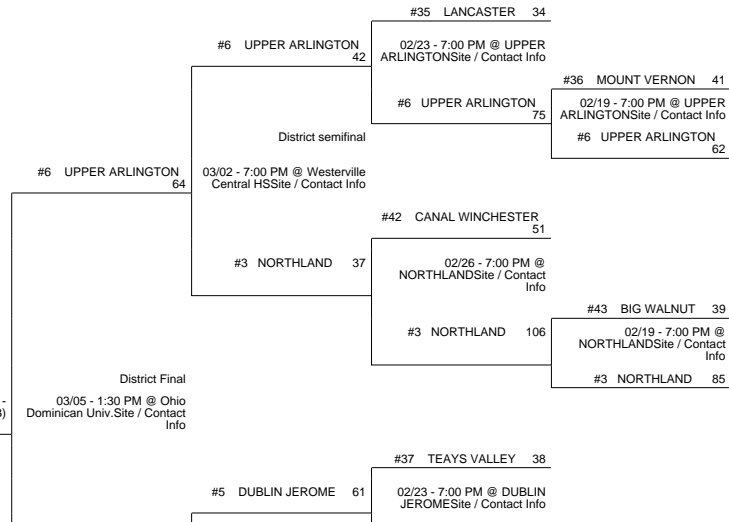 #35 LANCASTER 34
#6 UPPER ARLINGTON
42
02/23 - 7:00 PM @ UPPER
ARLINGTONSite / Contact Info
#36 MOUNT VERNON 41
#6 UPPER ARLINGTON
75
02/19 - 7:00 PM @ UPPER
ARLINGTONSite / Contact Info
#6 UPPER ARLINGTON
62
District semifinal
#6 UPPER ARLINGTON
64
03/02 - 7:00 PM @ Westerville
Central HSSite / Contact Info
#42 CANAL WINCHESTER
51
#3 NORTHLAND 37
02/26 - 7:00 PM @
NORTHLANDSite / Contact
Info
#43 BIG WALNUT 39
#3 NORTHLAND 106
02/19 - 7:00 PM @
NORTHLANDSite / Contact
Info
#3 NORTHLAND 85
District Final
-
3)
03/05 - 1:30 PM @ Ohio
Dominican Univ.Site / Contact
Info
#37 TEAYS VALLEY 38
#5 DUBLIN JEROME 61
02/23 - 7:00 PM @ DUBLIN
JEROMESite / Contact Info